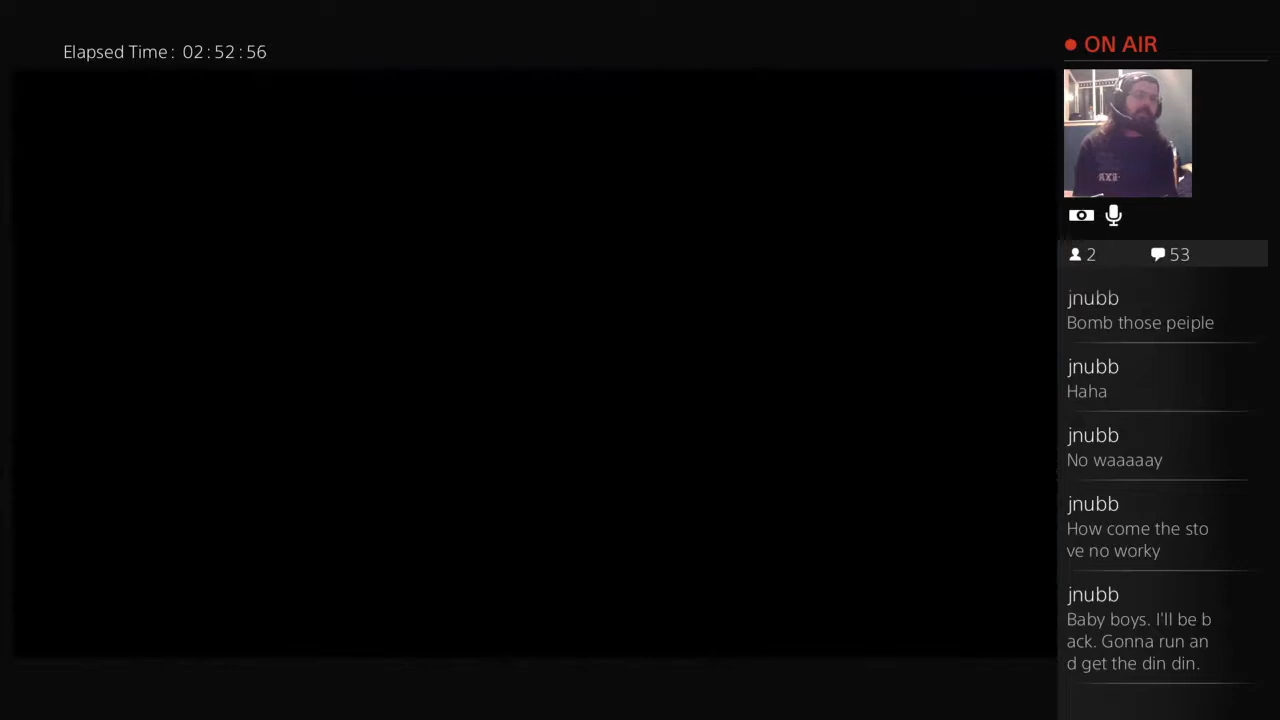 Elapsed Time: 02:52:56
ON AIR
2
53
jnubb
Bomb those peiple
jnubb
Haha
jnubb
No waaaaay
jnubb
How come the sto
ve no worky
jnubb
Baby boys. I'll be b
ack. Gonna run an
d get the din din.